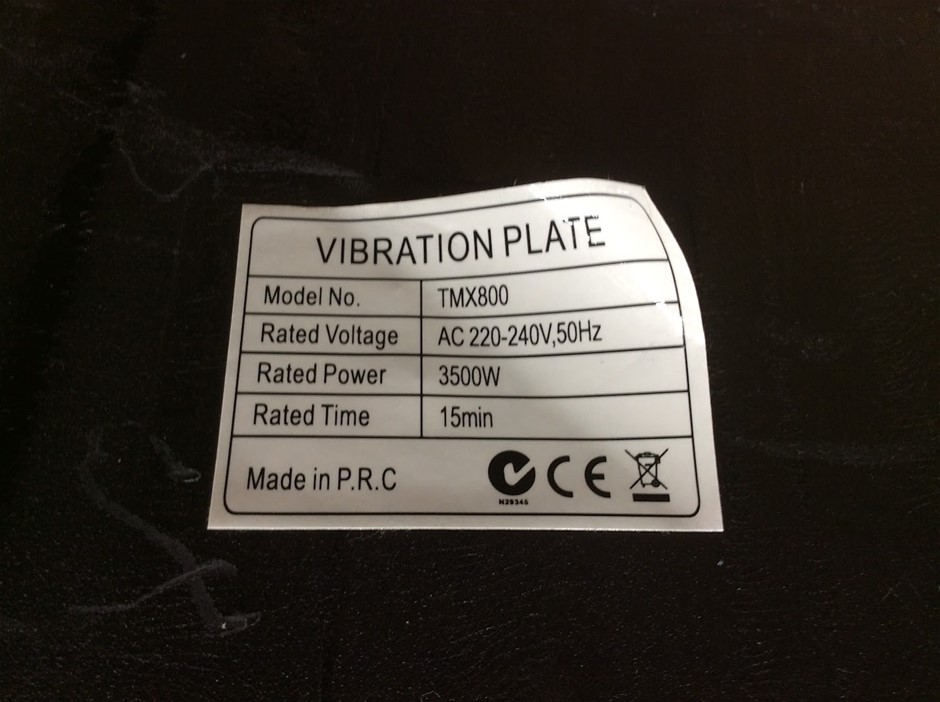 VIBRATION PLATE
Model No. TMX800
Rated Voltage AC 220-240V,50Hz
Rated Power 3500W
Rated Time 15min
Made in P.R.C CE
N29345